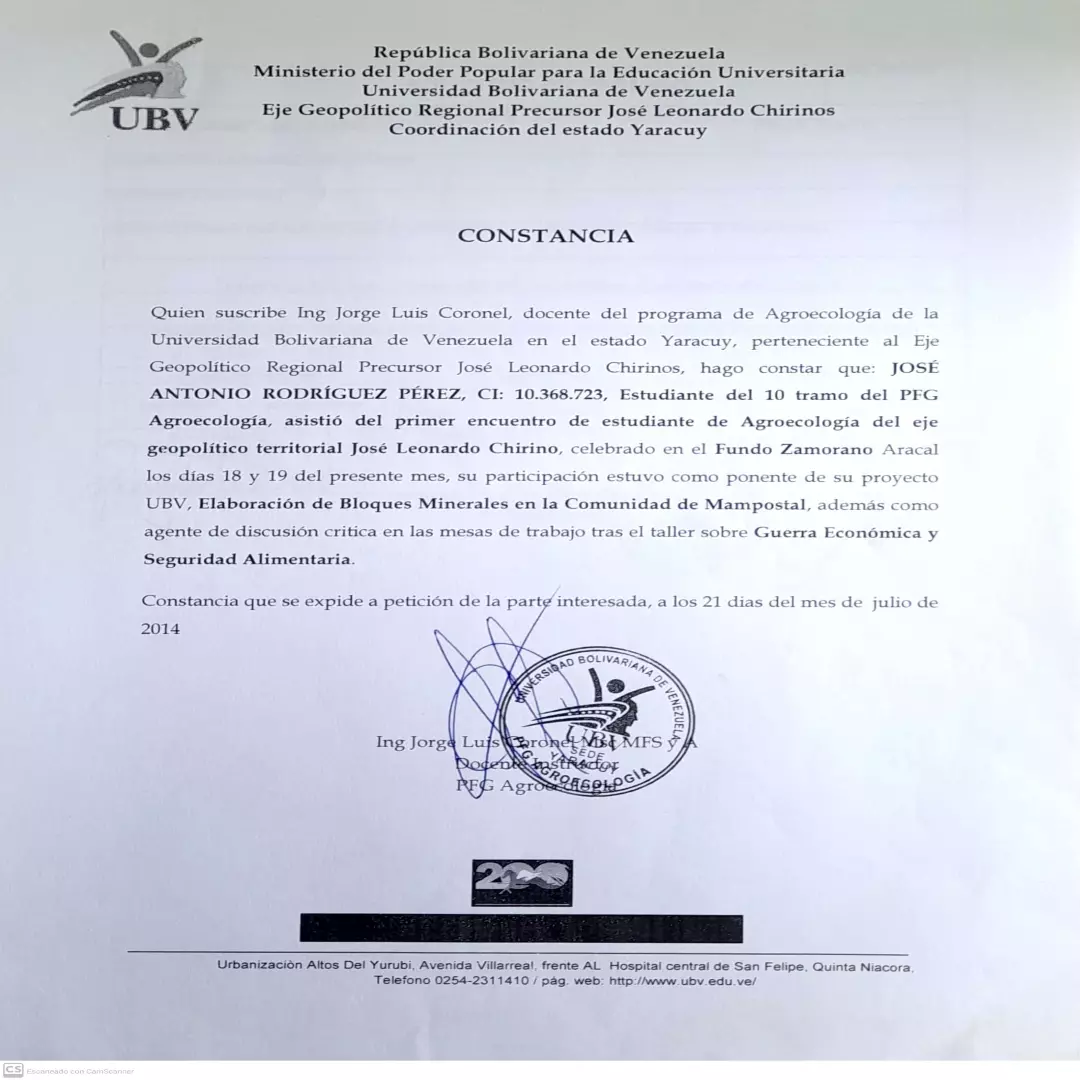 UBV
República Bolivariana de Venezuela
Ministerio del Poder Popular para la Educación Universitaria
Universidad Bolivariana de Venezuela
Eje Geopolítico Regional Precursor José Leonardo Chirinos
Coordinación del estado Yaracuy
CONSTANCIA
Quien suscribe Ing Jorge Luis Coronel, docente del programa de Agroecología de la
Universidad Bolivariana de Venezuela en el estado Yaracuy, perteneciente al Eje
Geopolítico Regional Precursor José Leonardo Chirinos, hago constar que: JOSÉ
ANTONIO RODRÍGUEZ PÉREZ, CI: 10.368.723, Estudiante del 10 tramo del PFG
Agroecología, asistió del primer encuentro de estudiante de Agroecología del eje
geopolítico territorial José Leonardo Chirino, celebrado en el Fundo Zamorano Aracal
los días 18 y 19 del presente mes, su participación estuvo como ponente de su proyecto
UBV, Elaboración de Bloques Minerales en la Comunidad de Mampostal, además como
agente de discusión critica en las mesas de trabajo tras el taller sobre Guerra Económica y
Seguridad Alimentaria.
Constancia que se expide a petición de la parte interesada, a los 21 dias del mes de julio de
2014
UNIVERSIDAD BOLIVARIANA DE VENEZUELA
UBV
SEDE
YARACUY
PFG AGROECOLOGÍA
Ing Jorge Luis Coronel Msc MFS y A
Docente Instructor
PFG Agroecología
200
Urbanización Altos Del Yurubi, Avenida Villarreal, frente AL Hospital central de San Felipe, Quinta Niacora,
Telefono 0254-2311410 / pág. web: http://www.ubv.edu.ve/
CS Escaneado con CamScanner